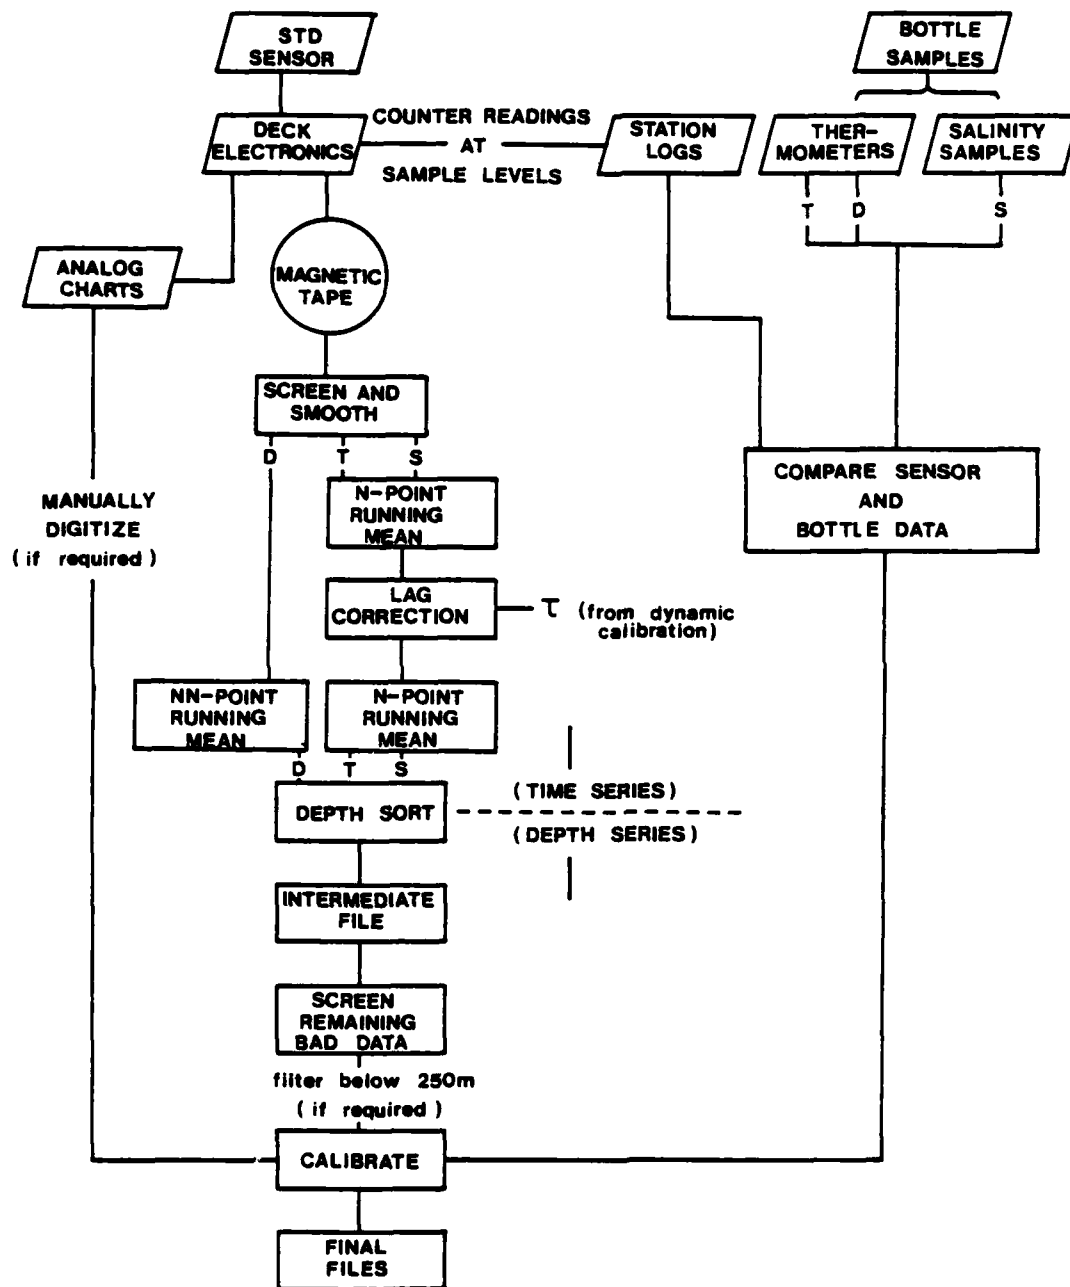 STD
SENSOR
BOTTLE
SAMPLES
DECK
ELECTRONICS
COUNTER READINGS
AT
SAMPLE LEVELS
STATION
LOGS
THER-
MOMETERS
SALINITY
SAMPLES
T D S
ANALOG
CHARTS
MAGNETIC
TAPE
SCREEN AND
SMOOTH
D T S
MANUALLY
DIGITIZE
(if required)
N-POINT
RUNNING
MEAN
COMPARE SENSOR
AND
BOTTLE DATA
LAG
CORRECTION
τ (from dynamic
calibration)
NN-POINT
RUNNING
MEAN
N-POINT
RUNNING
MEAN
D T S
DEPTH SORT
(TIME SERIES)
(DEPTH SERIES)
INTERMEDIATE
FILE
SCREEN
REMAINING
BAD DATA
filter below 250m
(if required)
CALIBRATE
FINAL
FILES